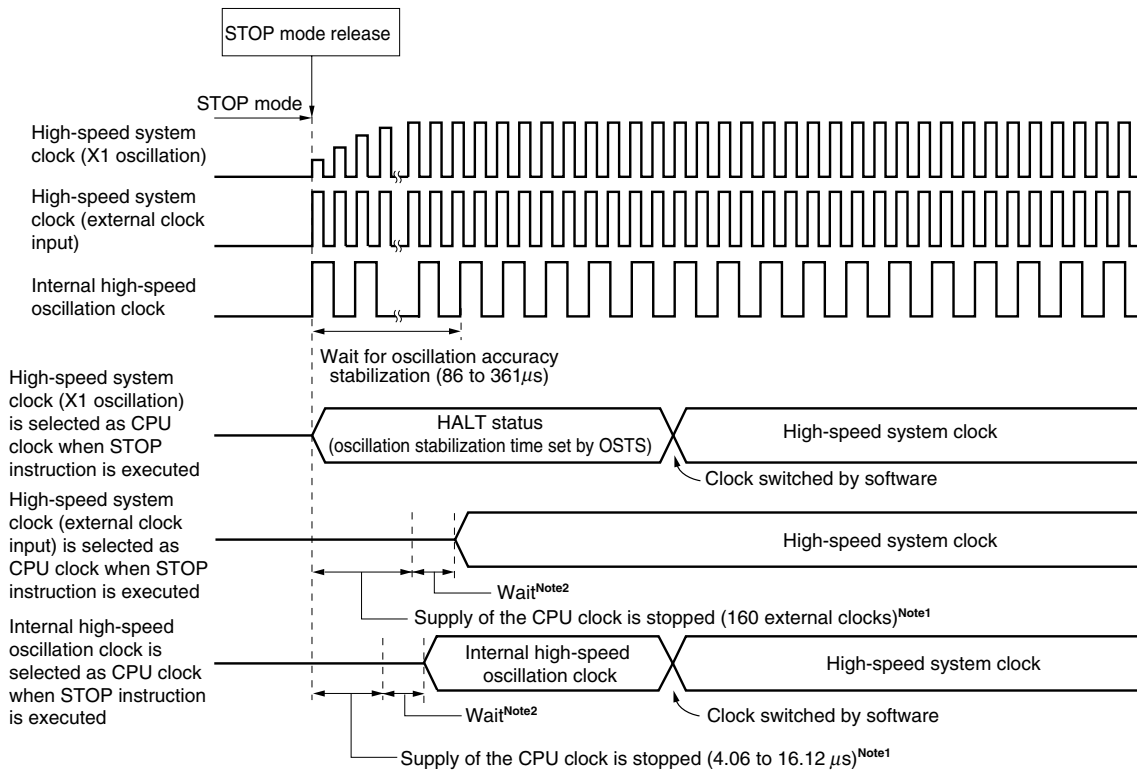 STOP mode release
STOP mode
High-speed system
clock (X1 oscillation)
High-speed system
clock (external clock
input)
Internal high-speed
oscillation clock
Wait for oscillation accuracy
stabilization (86 to 361μs)
High-speed system
clock (X1 oscillation)
is selected as CPU
clock when STOP
instruction is executed
HALT status
(oscillation stabilization time set by OSTS)
High-speed system clock
Clock switched by software
High-speed system
clock (external clock
input) is selected as
CPU clock when STOP
instruction is executed
High-speed system clock
Wait Note2
Supply of the CPU clock is stopped (160 external clocks) Note1
Internal high-speed
oscillation clock is
selected as CPU clock
when STOP instruction
is executed
Internal high-speed
oscillation clock
High-speed system clock
Wait Note2
Clock switched by software
Supply of the CPU clock is stopped (4.06 to 16.12 μs) Note1